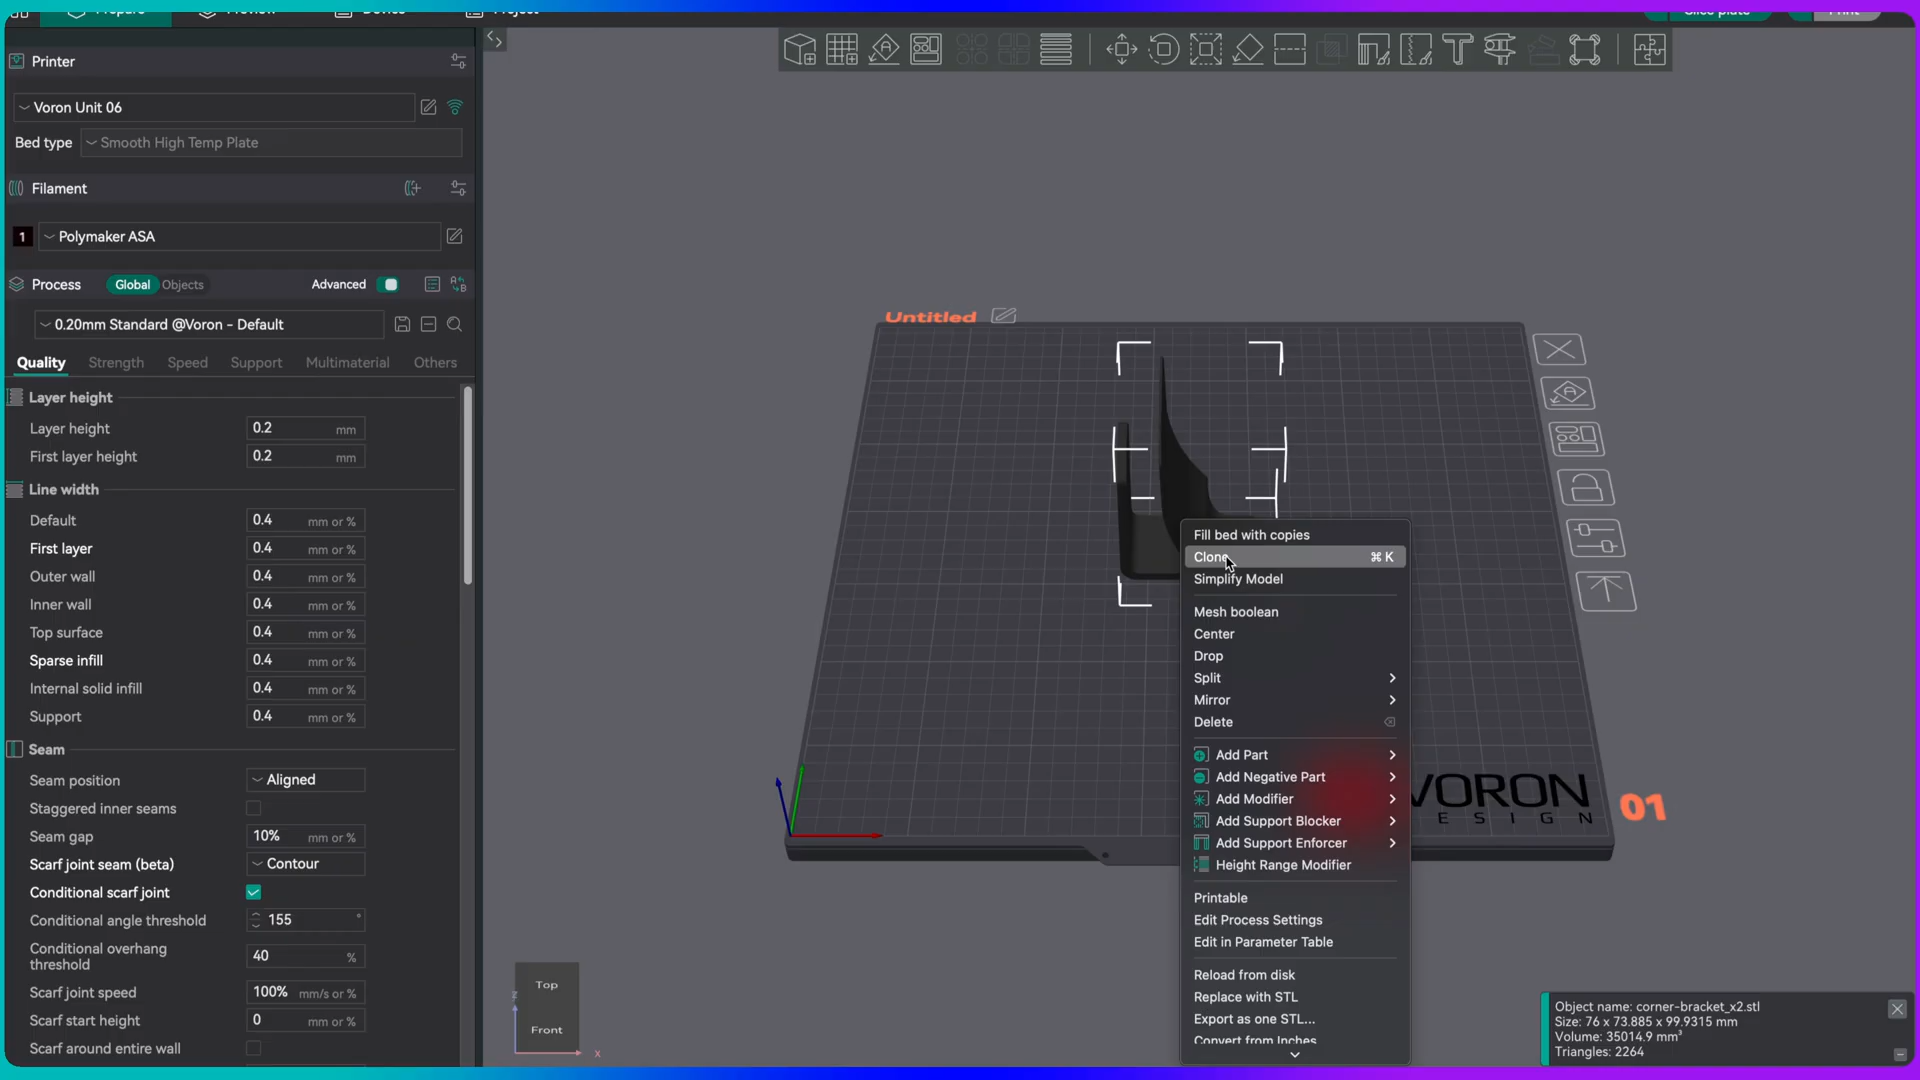 Prepare
Preview
Device
Project
Slice plate
Print
Printer
Voron Unit 06
Bed type
Smooth High Temp Plate
Filament
1
Polymaker ASA
Process
Global
Objects
Advanced
0.20mm Standard @Voron - Default
Quality
Strength
Speed
Support
Multimaterial
Others
Layer height
Layer height 0.2 mm
First layer height 0.2 mm
Line width
Default 0.4 mm or %
First layer 0.4 mm or %
Outer wall 0.4 mm or %
Inner wall 0.4 mm or %
Top surface 0.4 mm or %
Sparse infill 0.4 mm or %
Internal solid infill 0.4 mm or %
Support 0.4 mm or %
Seam
Seam position Aligned
Staggered inner seams
Seam gap 10% mm or %
Scarf joint seam (beta) Contour
Conditional scarf joint
Conditional angle threshold 155 °
Conditional overhang
threshold 40 %
Scarf joint speed 100% mm/s or %
Scarf start height 0 mm or %
Scarf around entire wall
Untitled
Fill bed with copies
Clone ⌘ K
Simplify Model
Mesh boolean
Center
Drop
Split
Mirror
Delete
Add Part
Add Negative Part
Add Modifier
Add Support Blocker
Add Support Enforcer
Height Range Modifier
Printable
Edit Process Settings
Edit in Parameter Table
Reload from disk
Replace with STL
Export as one STL...
Convert from Inches
VORON
ESIGN
01
Top
Front
Z
X
Object name: corner-bracket_x2.stl
Size: 76 x 73.885 x 99.9315 mm
Volume: 35014.9 mm³
Triangles: 2264